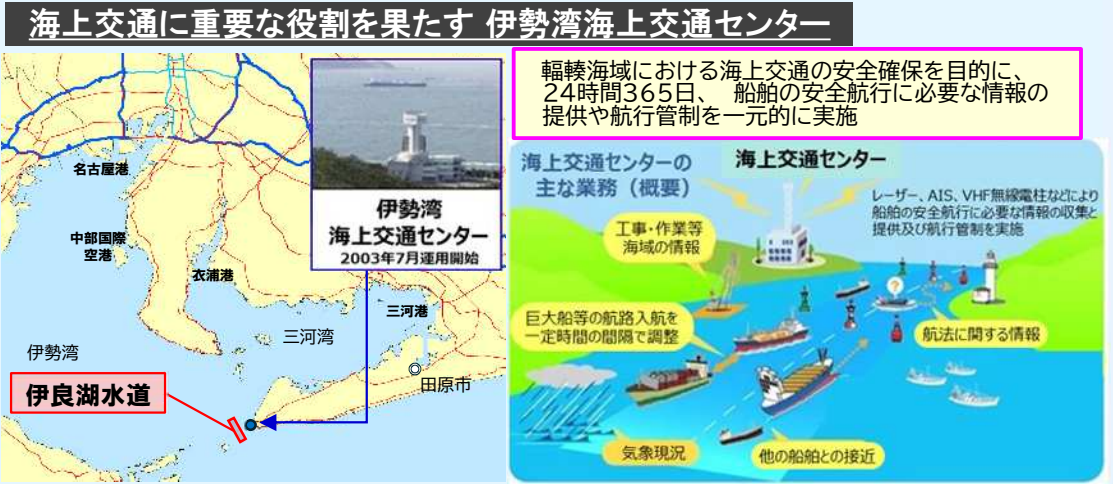 海上交通に重要な役割を果たす 伊勢湾海上交通センター
輻輳海域における海上交通の安全確保を目的に、
24時間365日、 船舶の安全航行に必要な情報の
提供や航行管制を一元的に実施
名古屋港
中部国際
空港
衣浦港
三河港
三河湾
伊勢湾
田原市
伊良湖水道
伊勢湾
海上交通センター
2003年7月運用開始
海上交通センターの
主な業務（概要）
海上交通センター
レーザー、AIS、VHF無線電柱などにより
船舶の安全航行に必要な情報の収集と
提供及び航行管制を実施
工事・作業等
海域の情報
巨大船等の航路入航を
一定時間の間隔で調整
?
航法に関する情報
気象現況
他の船舶との接近